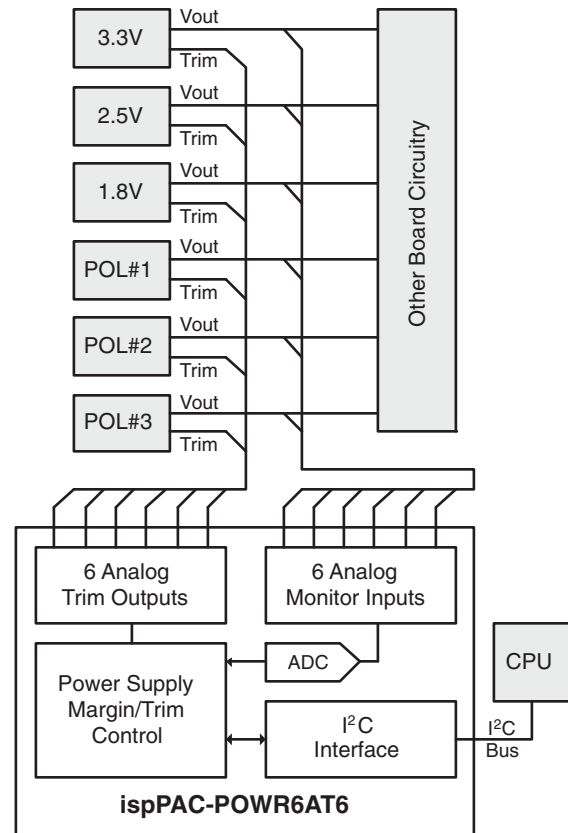 Vout
3.3V
Trim
Vout
2.5V
Trim
Vout
1.8V
Trim
Vout
POL#1
Trim
Vout
POL#2
Trim
Vout
POL#3
Trim
Other Board Circuitry
6 Analog
Trim Outputs
6 Analog
Monitor Inputs
ADC
CPU
Power Supply
Margin/Trim
Control
I²C
Interface
I²C
Bus
ispPAC-POWR6AT6